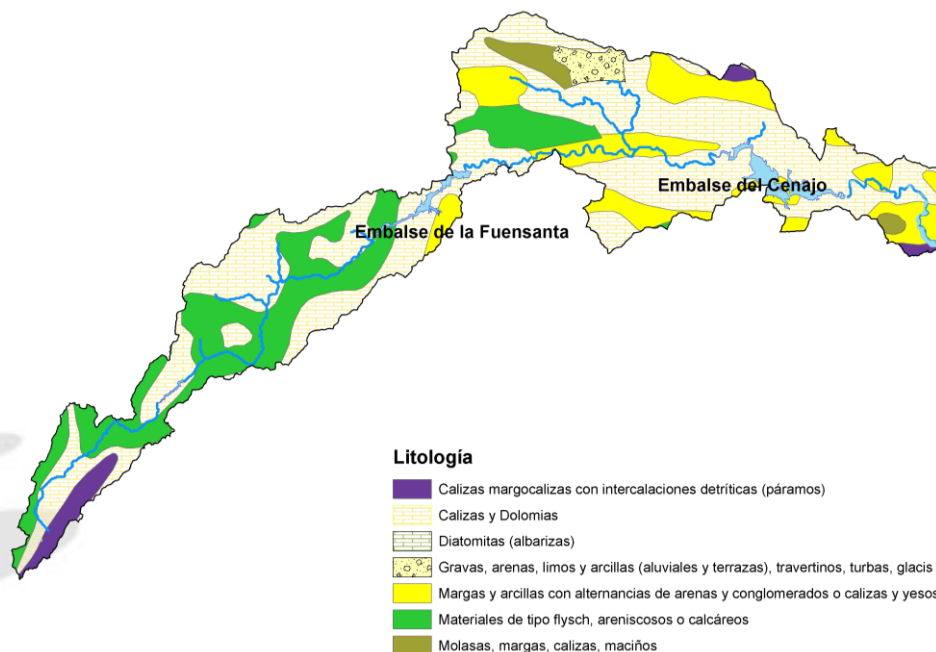 Embalse del Cenajo
Embalse de la Fuensanta
Litología
Calizas margocalizas con intercalaciones detríticas (páramos)
Calizas y Dolomias
Diatomitas (albarizas)
Gravas, arenas, limos y arcillas (aluviales y terrazas), travertinos, turbas, glacis
Margas y arcillas con alternancias de arenas y conglomerados o calizas y yesos
Materiales de tipo flysch, areniscosos o calcáreos
Molasas, margas, calizas, maciños